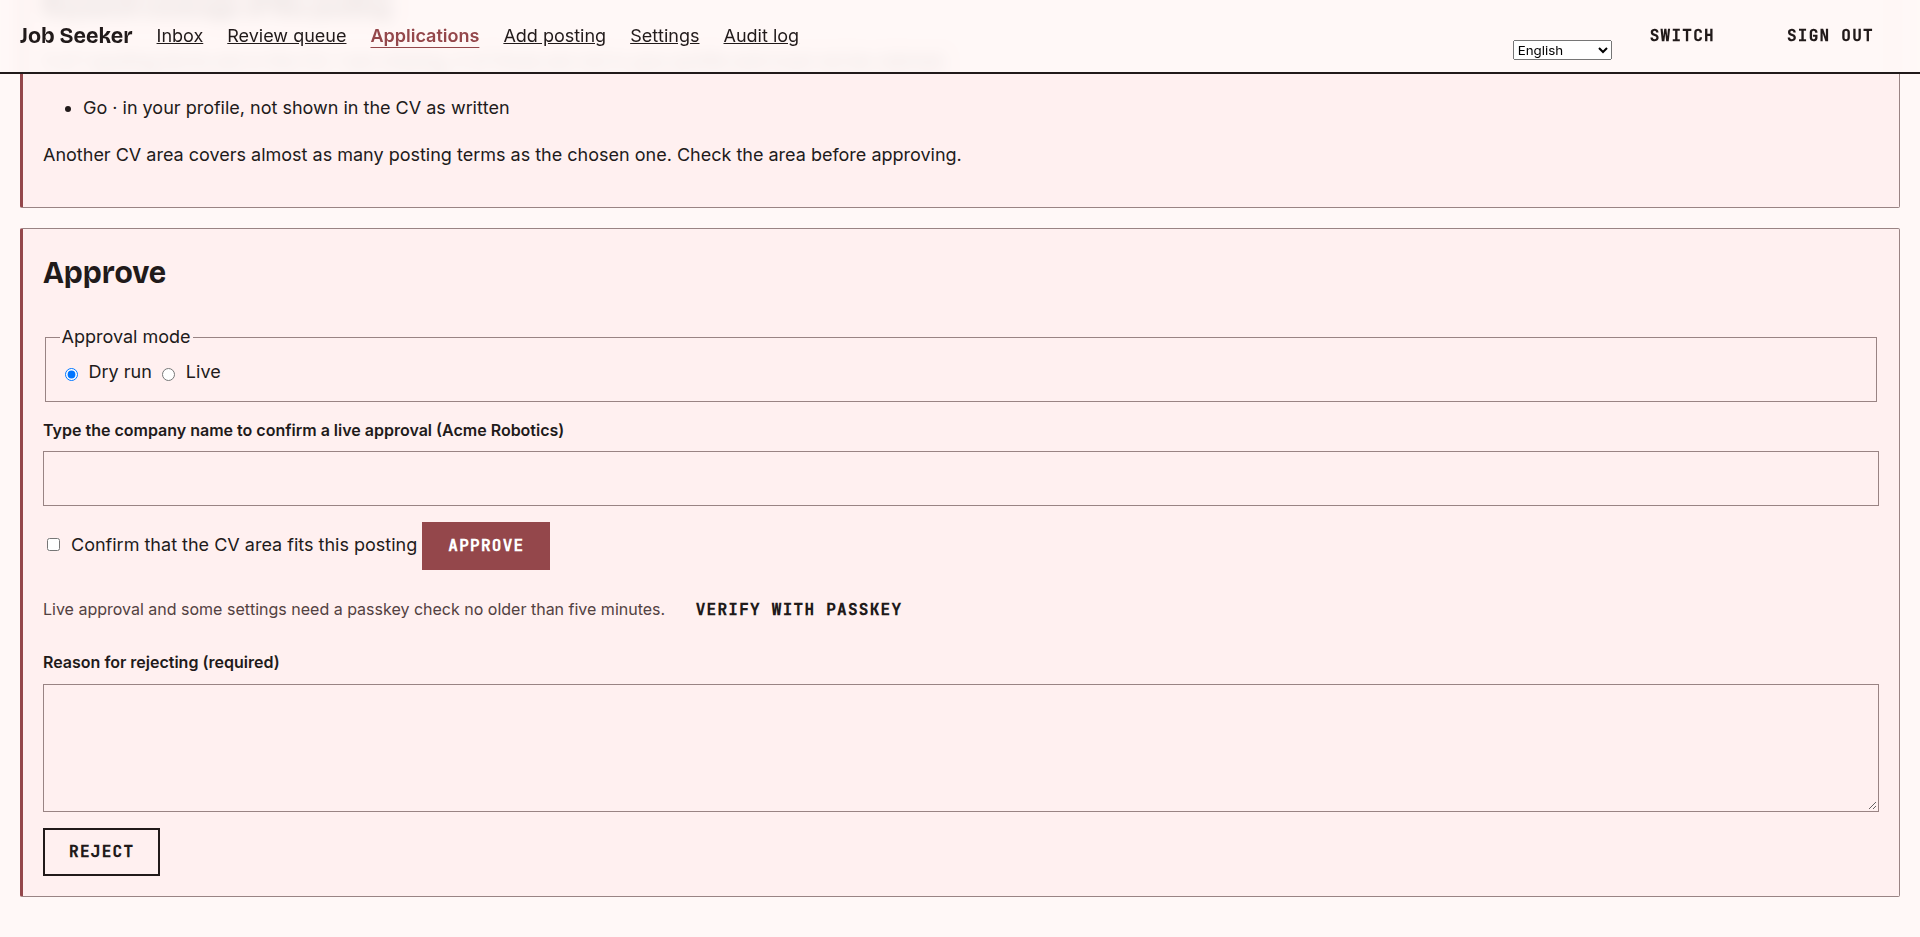 Job Seeker Inbox Review queue Applications Add posting Settings Audit log English SWITCH SIGN OUT
Go · in your profile, not shown in the CV as written
Another CV area covers almost as many posting terms as the chosen one. Check the area before approving.
Approve
Approval mode
Dry run Live
Type the company name to confirm a live approval (Acme Robotics)
Confirm that the CV area fits this posting APPROVE
Live approval and some settings need a passkey check no older than five minutes. VERIFY WITH PASSKEY
Reason for rejecting (required)
REJECT